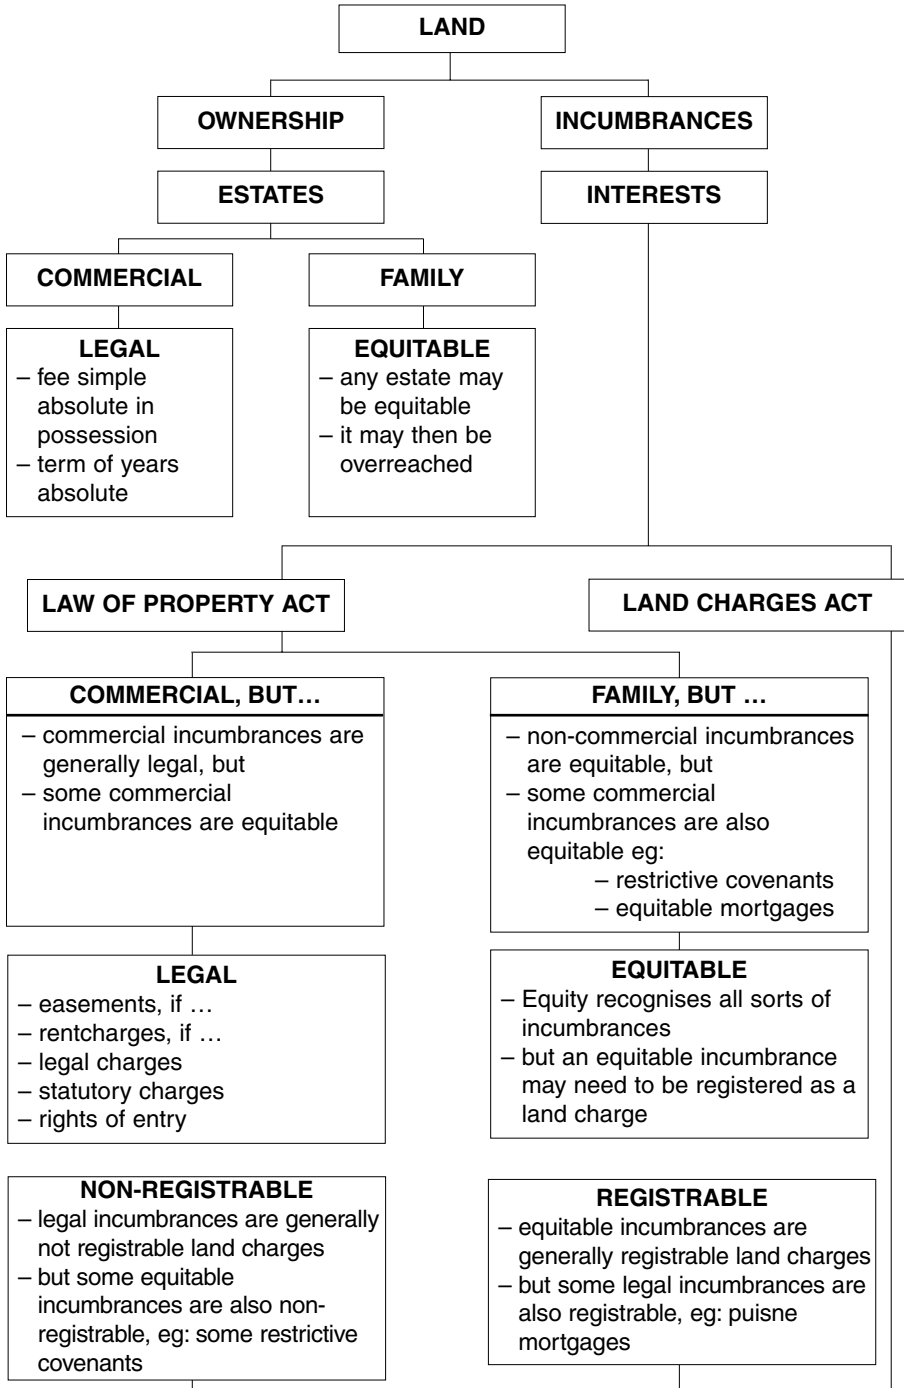 LAND
OWNERSHIP
INCUMBRANCES
ESTATES
INTERESTS
COMMERCIAL
FAMILY
LEGAL
– fee simple
absolute in
possession
– term of years
absolute
EQUITABLE
– any estate may
be equitable
– it may then be
overreached
LAW OF PROPERTY ACT
LAND CHARGES ACT
COMMERCIAL, BUT…
– commercial incumbrances are
generally legal, but
– some commercial
incumbrances are equitable
FAMILY, BUT …
– non-commercial incumbrances
are equitable, but
– some commercial
incumbrances are also
equitable eg:
– restrictive covenants
– equitable mortgages
LEGAL
– easements, if …
– rentcharges, if …
– legal charges
– statutory charges
– rights of entry
EQUITABLE
– Equity recognises all sorts of
incumbrances
– but an equitable incumbrance
may need to be registered as a
land charge
NON-REGISTRABLE
– legal incumbrances are generally
not registrable land charges
– but some equitable
incumbrances are also non-
registrable, eg: some restrictive
covenants
REGISTRABLE
– equitable incumbrances are
generally registrable land charges
– but some legal incumbrances are
also registrable, eg: puisne
mortgages